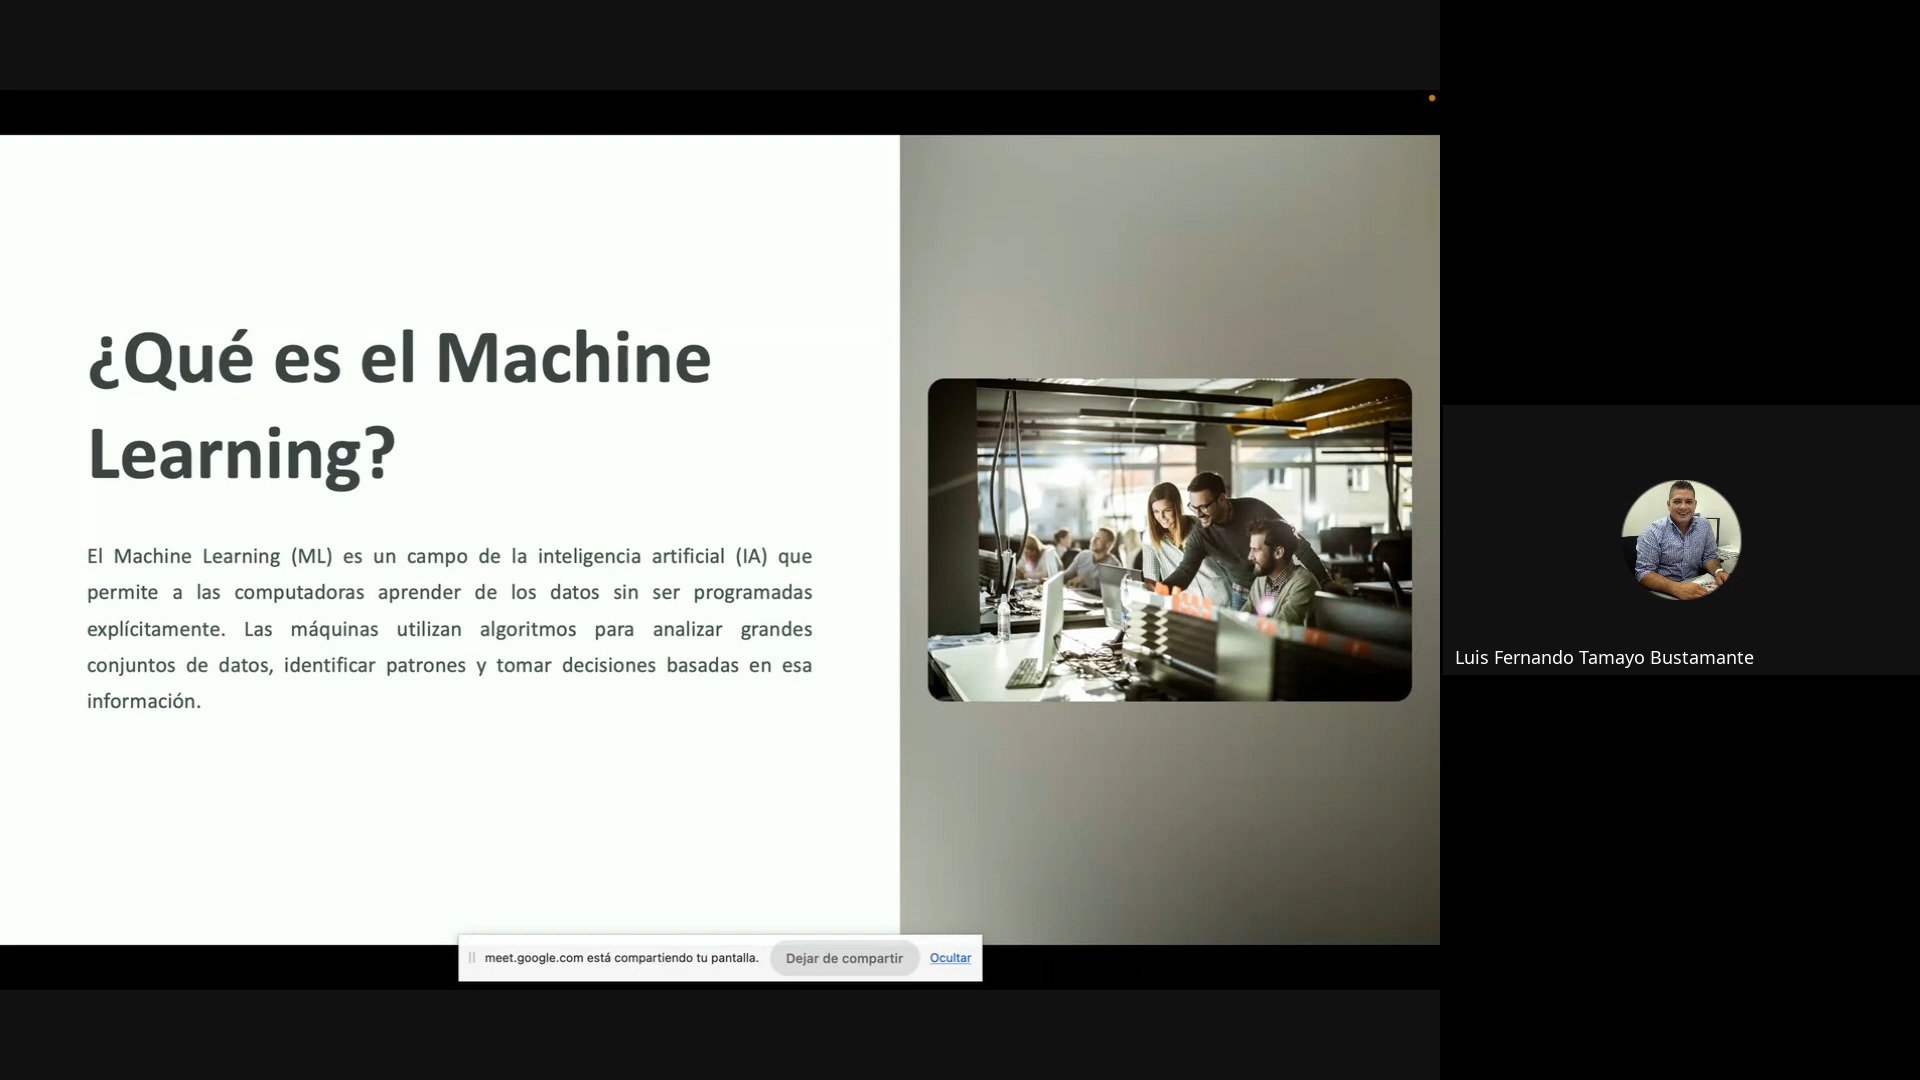 ¿Qué es el Machine
Learning?
El Machine Learning (ML) es un campo de la inteligencia artificial (IA) que
permite a las computadoras aprender de los datos sin ser programadas
explícitamente. Las máquinas utilizan algoritmos para analizar grandes
conjuntos de datos, identificar patrones y tomar decisiones basadas en esa
información.
Luis Fernando Tamayo Bustamante
meet.google.com está compartiendo tu pantalla. Dejar de compartir Ocultar